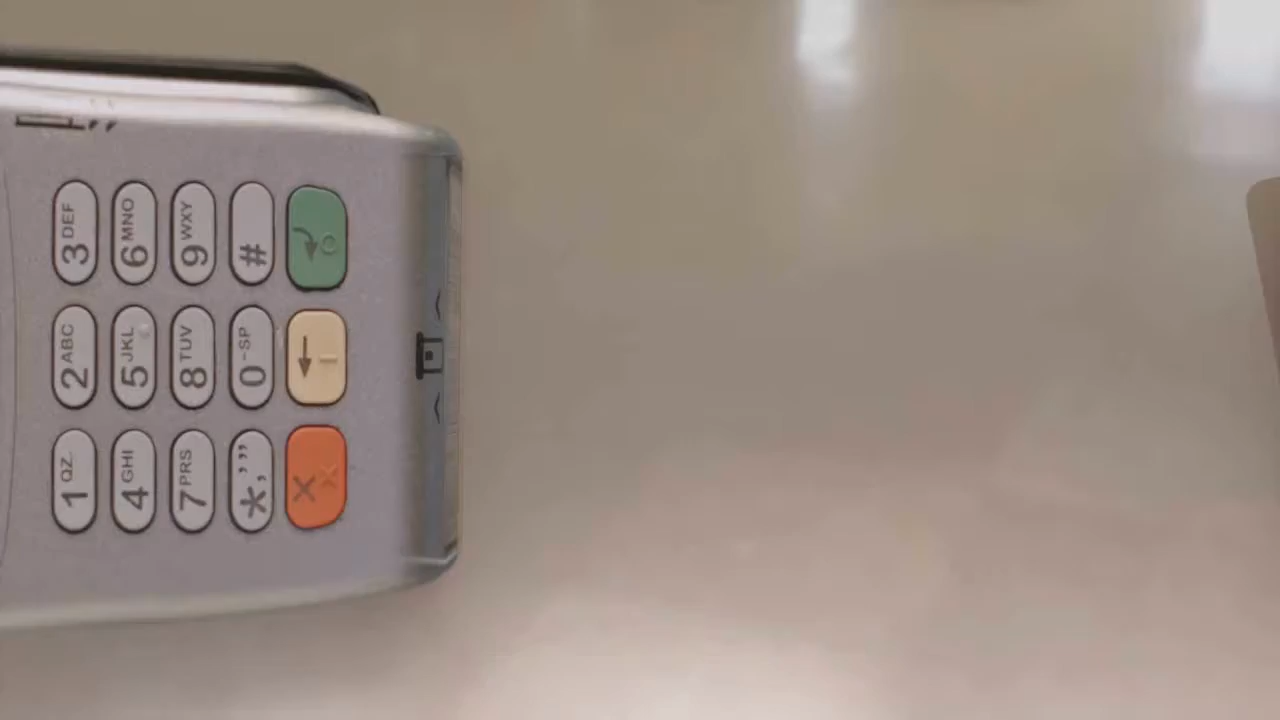 1 QZ.
2 ABC
3 DEF
4 GHI
5 JKL
6 MNO
7 PRS
8 TUV
9 WXY
*,'"
0 -SP
#